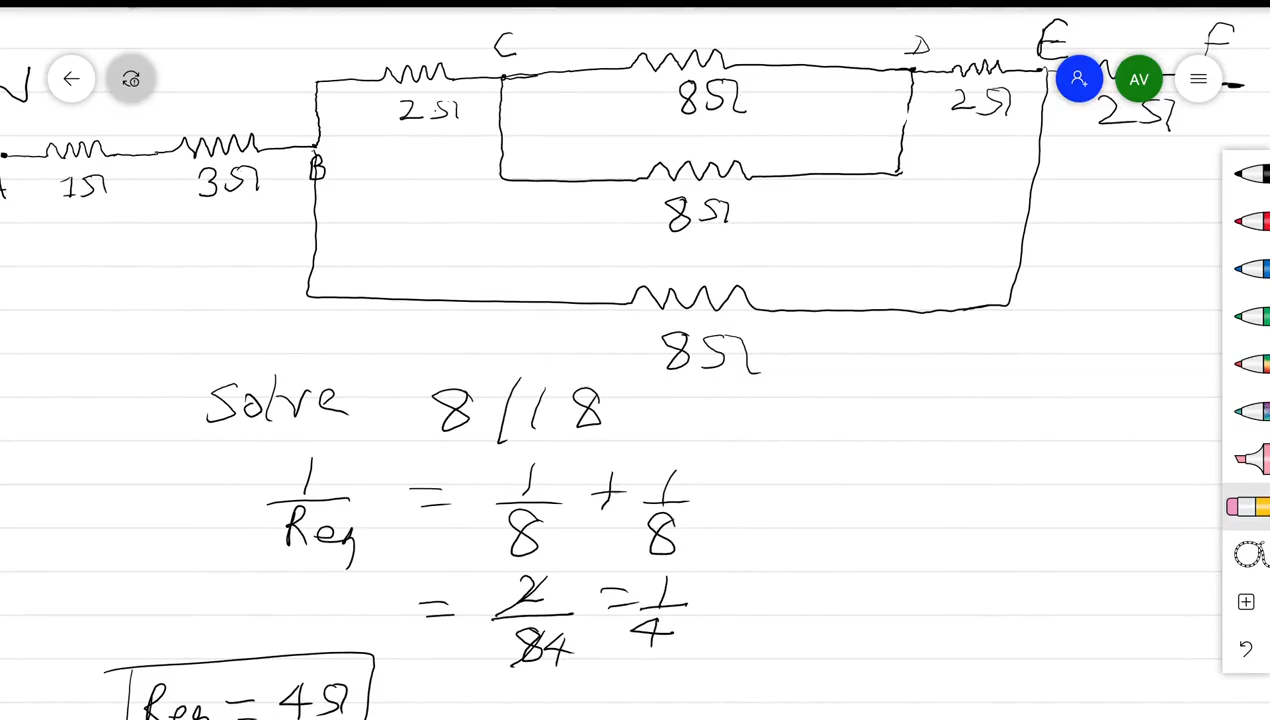 C D E F
2Ω 8Ω 2Ω 2Ω
AV
B
1Ω 3Ω
8Ω
8Ω
Solve 8 // 8
1/Req = 1/8 + 1/8
= 2/84 = 1/4
Req = 4Ω